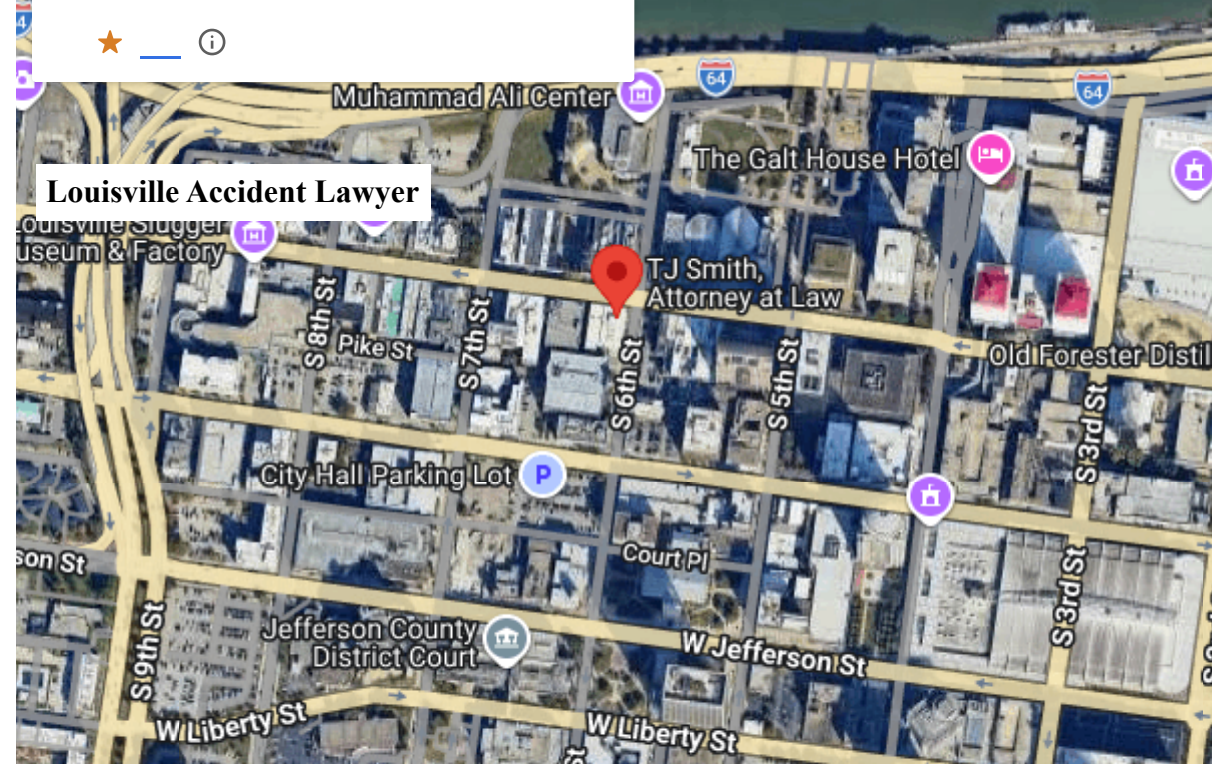 64
Muhammad Ali Center
64
64
The Galt House Hotel
Louisville Accident Lawyer
Louisville Slugger
useum & Factory
TJ Smith,
Attorney at Law
S 8th St
Pike St
S 7th St
S 6th St
S 5th St
Old Forester Distil
S 3rd St
City Hall Parking Lot
P
Court Pl
son St
S 3rd St
Jefferson County
District Court
W Jefferson St
S 9th St
W Liberty St
W Liberty St
St